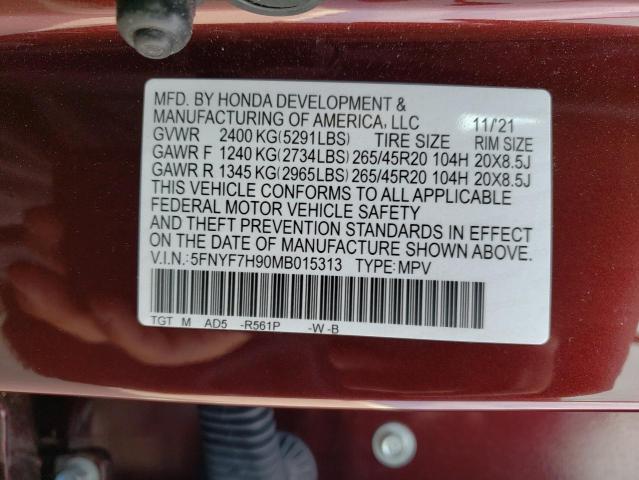 MFD. BY HONDA DEVELOPMENT &
MANUFACTURING OF AMERICA, LLC 11/'21
GVWR 2400 KG(5291LBS) TIRE SIZE RIM SIZE
GAWR F 1240 KG(2734LBS) 265/45R20 104H 20X8.5J
GAWR R 1345 KG(2965LBS) 265/45R20 104H 20X8.5J
THIS VEHICLE CONFORMS TO ALL APPLICABLE
FEDERAL MOTOR VEHICLE SAFETY
AND THEFT PREVENTION STANDARDS IN EFFECT
ON THE DATE OF MANUFACTURE SHOWN ABOVE.
V.I.N.:5FNYF7H90MB015313 TYPE:MPV
TGT M AD5 -R561P -W -B